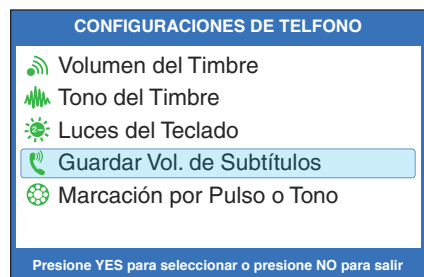 CONFIGURACIONES DE TELFONO
Volumen del Timbre
Tono del Timbre
Luces del Teclado
Guardar Vol. de Subtítulos
Marcación por Pulso o Tono
Presione YES para seleccionar o presione NO para salir